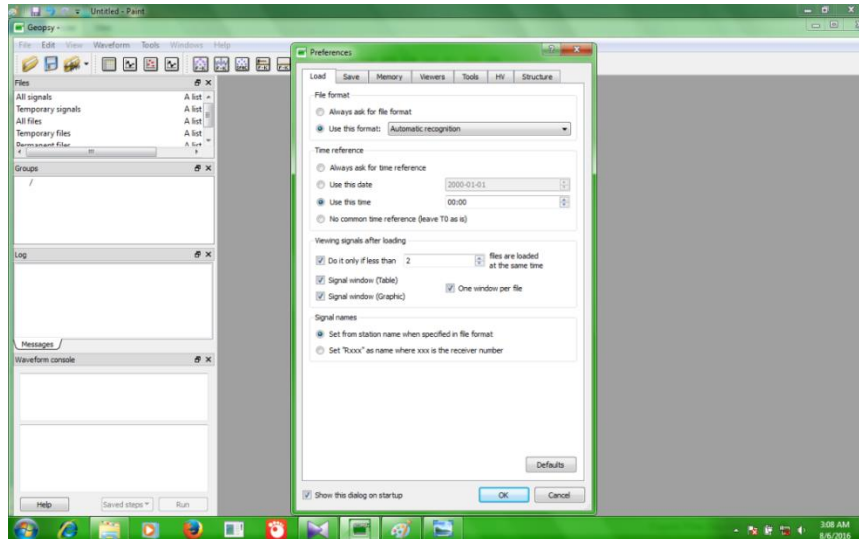 Untitled - Paint
Geopsy -
File Edit View Waveform Tools Windows Help
Files
All signals A list
Temporary signals A list
All files A list
Temporary files A list
Permanent files A list
Groups
/
Log
Messages
Waveform console
Help Saved steps Run
Preferences
Load Save Memory Viewers Tools HV Structure
File format
Always ask for file format
Use this format: Automatic recognition
Time reference
Always ask for time reference
Use this date 2000-01-01
Use this time 00:00
No common time reference (leave T0 as is)
Viewing signals after loading
Do it only if less than 2 files are loaded
at the same time
Signal window (Table)
One window per file
Signal window (Graphic)
Signal names
Set from station name when specified in file format
Set "Rxxx" as name where xxx is the receiver number
Defaults
Show this dialog on startup OK Cancel
3:08 AM
8/6/2016